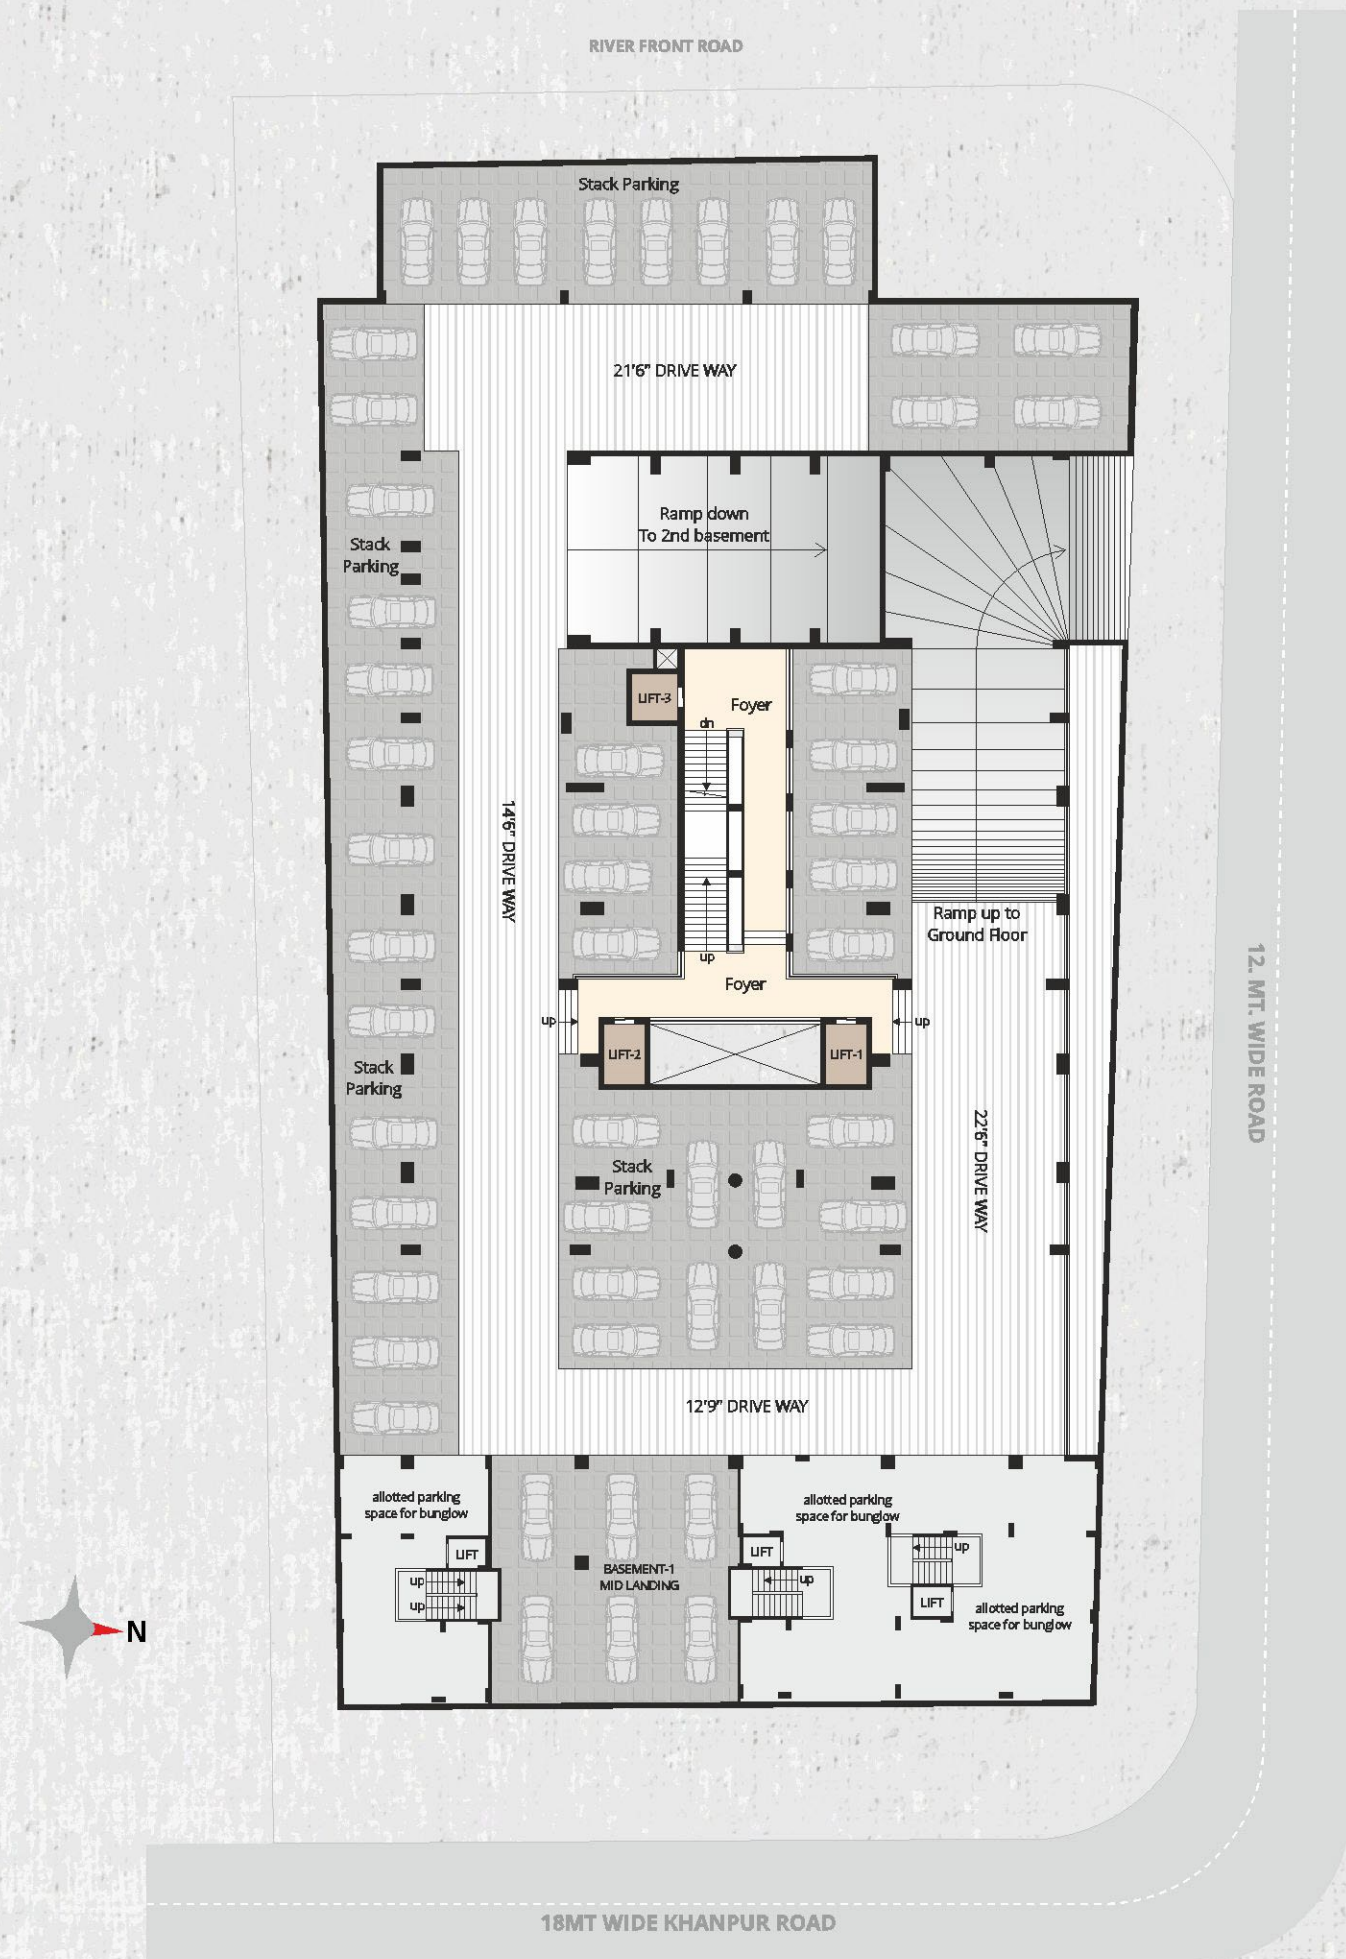 RIVER FRONT ROAD
Stack Parking
21'6" DRIVE WAY
Ramp down
To 2nd basement
Stack
Parking
LIFT-3
Foyer
dn
14'6" DRIVE WAY
Ramp up to
Ground Floor
up
Foyer
up
up
LIFT-2
LIFT-1
12. MT. WIDE ROAD
Stack
Parking
22'6" DRIVE WAY
Stack
Parking
12'9" DRIVE WAY
allotted parking
space for bunglow
allotted parking
space for bunglow
LIFT
LIFT
up
BASEMENT-1
MID LANDING
up
up
up
LIFT
allotted parking
space for bunglow
N
18MT WIDE KHANPUR ROAD